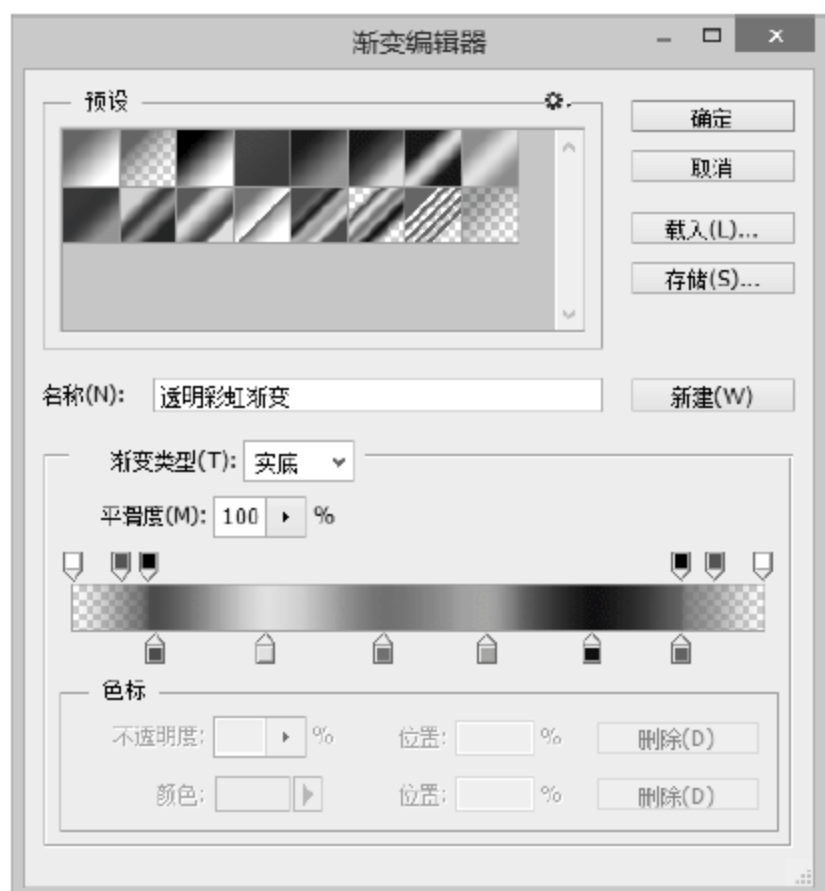 渐变编辑器
预设
确定
取消
载入(L)...
存储(S)...
名称(N): 透明彩虹渐变
新建(W)
渐变类型(T): 实底
平滑度(M): 100 %
色标
不透明度: % 位置: % 删除(D)
颜色: 位置: % 删除(D)